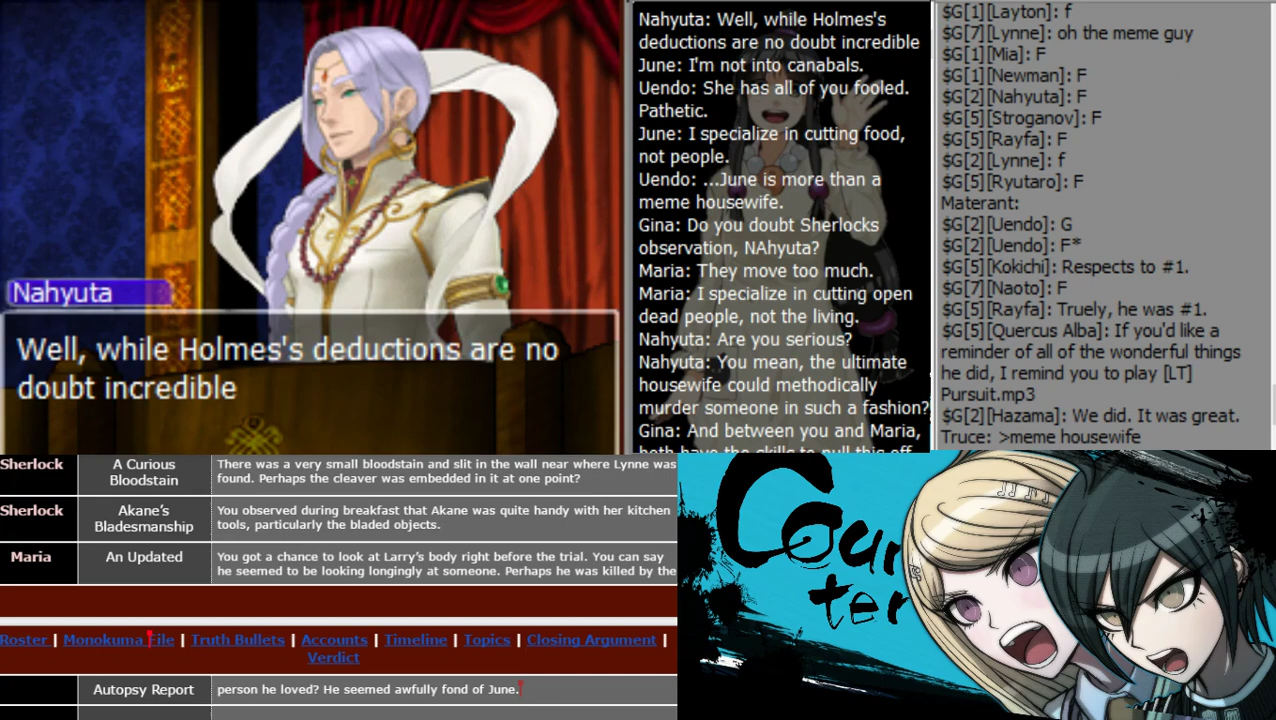 Nahyuta
Well, while Holmes's deductions are no
doubt incredible
Nahyuta: Well, while Holmes's
deductions are no doubt incredible
June: I'm not into canabals.
Uendo: She has all of you fooled.
Pathetic.
June: I specialize in cutting food,
not people.
Uendo: ...June is more than a
meme housewife.
Gina: Do you doubt Sherlocks
observation, NAhyuta?
Maria: They move too much.
Maria: I specialize in cutting open
dead people, not the living.
Nahyuta: Are you serious?
Nahyuta: You mean, the ultimate
housewife could methodically
murder someone in such a fashion?
Gina: And between you and Maria,
both have the skills to pull this off
$G[1][Layton]: f
$G[7][Lynne]: oh the meme guy
$G[1][Mia]: F
$G[1][Newman]: F
$G[2][Nahyuta]: F
$G[5][Stroganov]: F
$G[5][Rayfa]: F
$G[2][Lynne]: f
$G[5][Ryutaro]: F
Materant:
$G[2][Uendo]: G
$G[2][Uendo]: F*
$G[5][Kokichi]: Respects to #1.
$G[7][Naoto]: F
$G[5][Rayfa]: Truely, he was #1.
$G[5][Quercus Alba]: If you'd like a
reminder of all of the wonderful things
he did, I remind you to play [LT]
Pursuit.mp3
$G[2][Hazama]: We did. It was great.
Truce: >meme housewife
Sherlock
A Curious
Bloodstain
There was a very small bloodstain and slit in the wall near where Lynne was
found. Perhaps the cleaver was embedded in it at one point?
Sherlock
Akane's
Bladesmanship
You observed during breakfast that Akane was quite handy with her kitchen
tools, particularly the bladed objects.
Maria
An Updated
You got a chance to look at Larry's body right before the trial. You can say
he seemed to be looking longingly at someone. Perhaps he was killed by the
Roster | Monokuma File | Truth Bullets | Accounts | Timeline | Topics | Closing Argument |
Verdict
Autopsy Report
person he loved? He seemed awfully fond of June.
Coun
ter